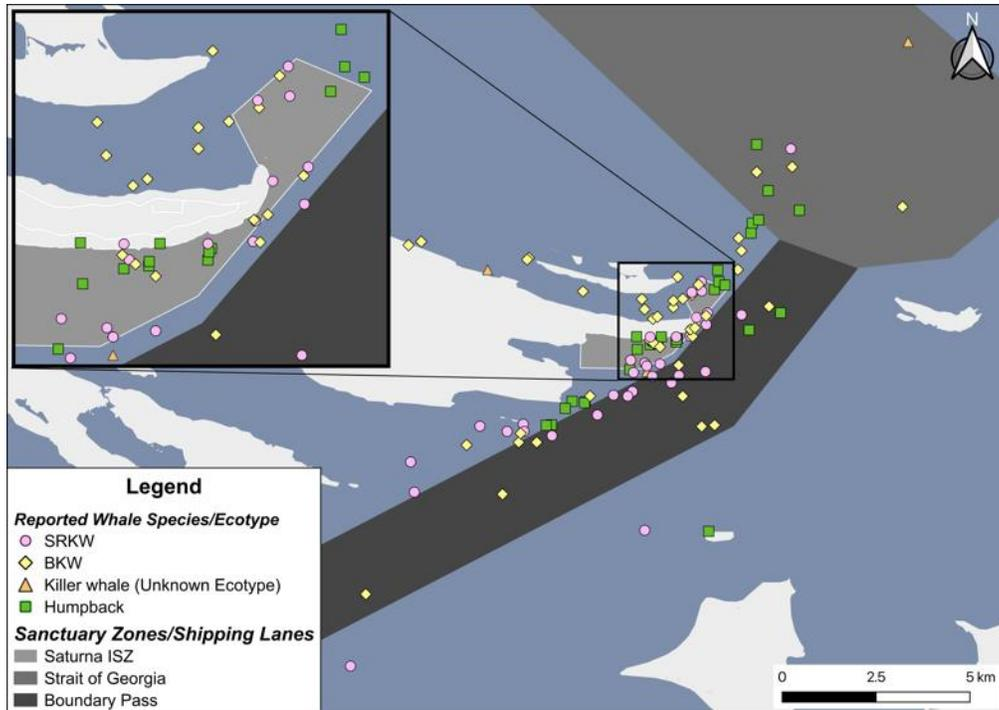 N
Legend
Reported Whale Species/Ecotype
SRKW
BKW
Killer whale (Unknown Ecotype)
Humpback
Sanctuary Zones/Shipping Lanes
Saturna ISZ
Strait of Georgia
Boundary Pass
0 2.5 5 km